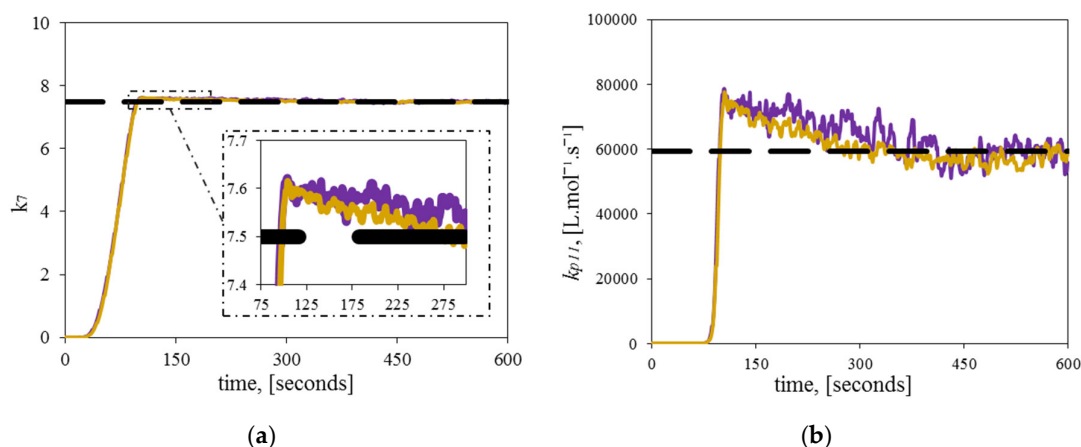 10
8
6
4
2
0
k₇
7.7
7.6
7.5
7.4
75 125 175 225 275
0 150 300 450 600
time, [seconds]
(a)
100000
80000
60000
40000
20000
0
kp11, [L.mol⁻¹.s⁻¹]
0 150 300 450 600
time, [seconds]
(b)